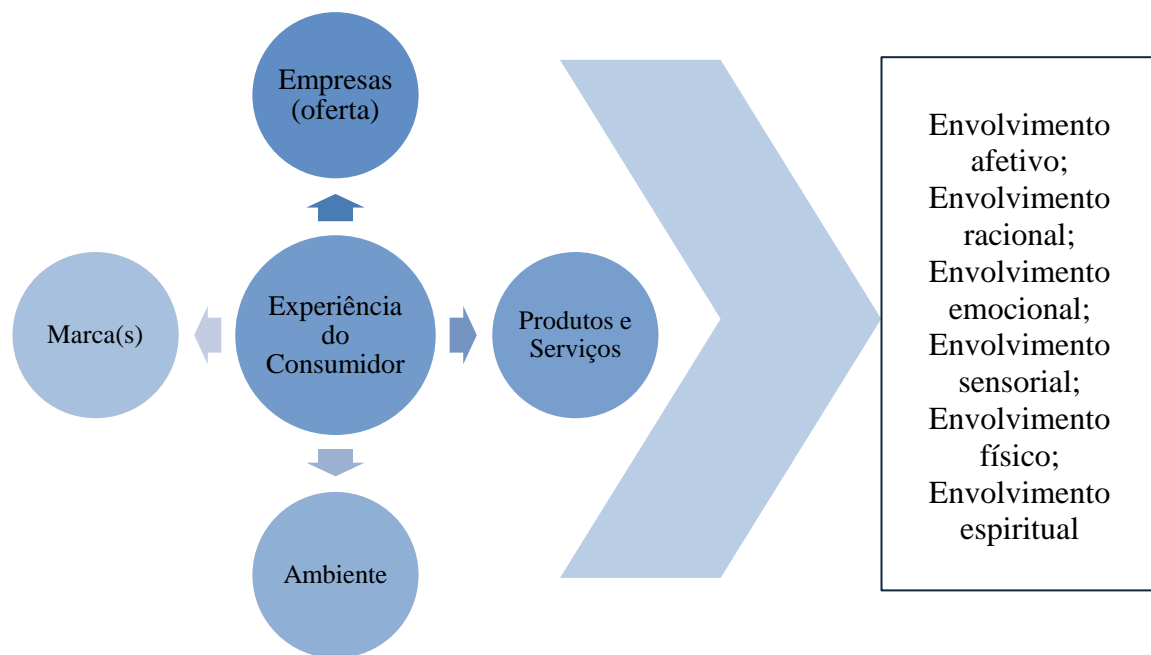 Empresas
(oferta)
Marca(s)
Experiência
do
Consumidor
Produtos e
Serviços
Ambiente
Envolvimento
afetivo;
Envolvimento
racional;
Envolvimento
emocional;
Envolvimento
sensorial;
Envolvimento
físico;
Envolvimento
espiritual